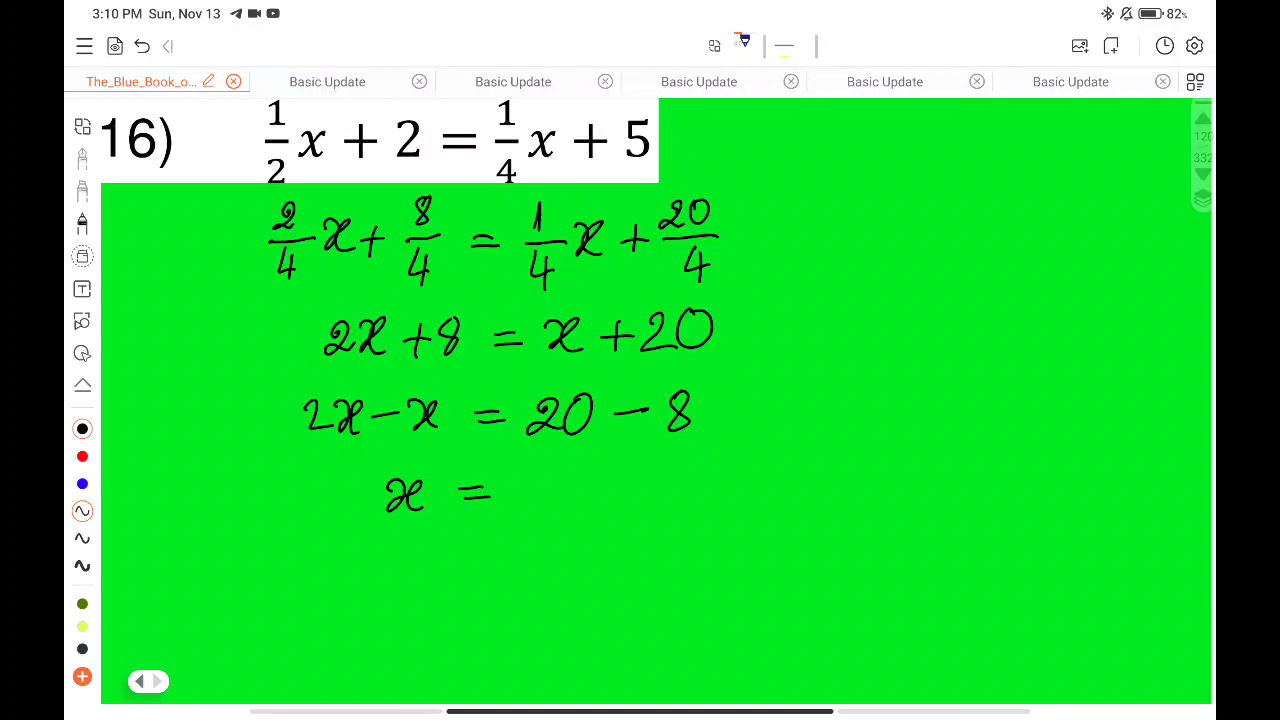 3:10 PM Sun, Nov 13 82%
The_Blue_Book_o... Basic Update Basic Update Basic Update Basic Update Basic Update
120
332
16) 1/2 x + 2 = 1/4 x + 5
2/4 x + 8/4 = 1/4 x + 20/4
2x + 8 = x + 20
2x - x = 20 - 8
x =